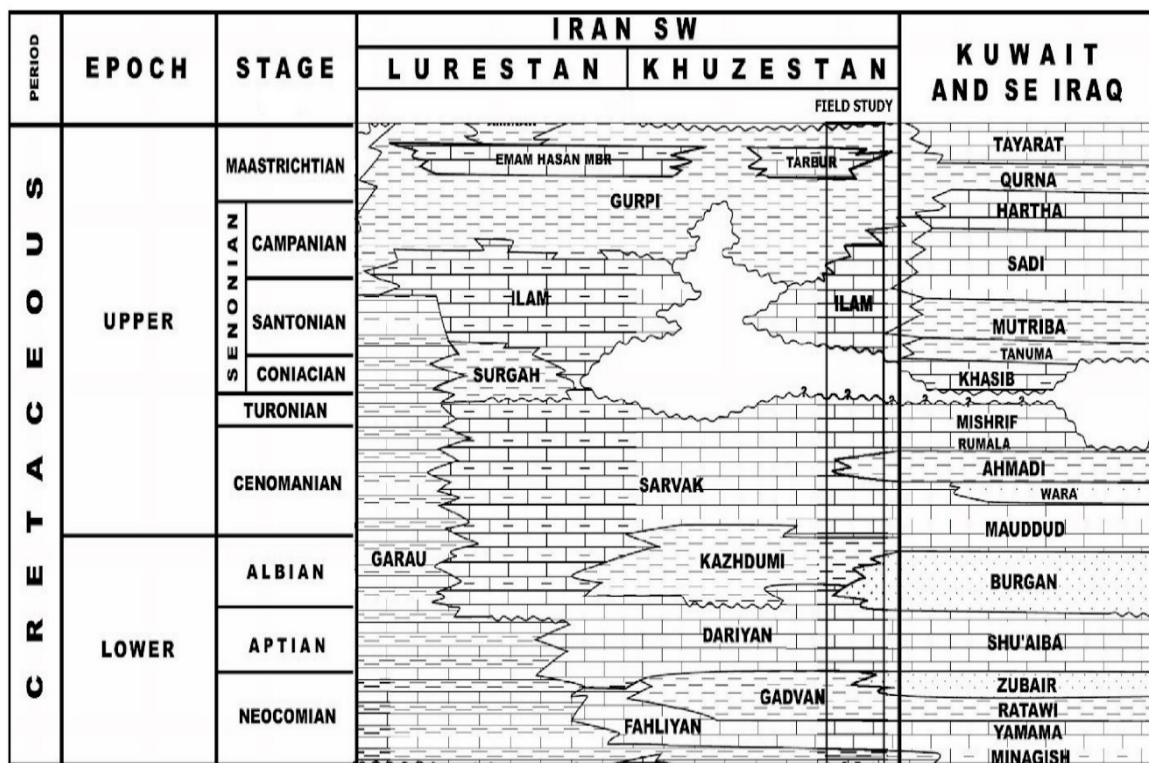 PERIOD
EPOCH
STAGE
IRAN SW
LURESTAN
KHUZESTAN
FIELD STUDY
KUWAIT
AND SE IRAQ
CRETACEOUS
UPPER
LOWER
SENONIAN
MAASTRICHTIAN
CAMPANIAN
SANTONIAN
CONIACIAN
TURONIAN
CENOMANIAN
ALBIAN
APTIAN
NEOCOMIAN
EMAM HASAN MBR
TARBUR
GURPI
ILAM
ILAM
SURGAH
? ? ? ? ? ? ?
SARVAK
GARAU
KAZHDUMI
DARIYAN
GADVAN
FAHLIYAN
TAYARAT
QURNA
HARTHA
SADI
MUTRIBA
TANUMA
KHASIB
MISHRIF
RUMALA
AHMADI
WARA
MAUDDUD
BURGAN
SHU'AIBA
ZUBAIR
RATAWI
YAMAMA
MINAGISH